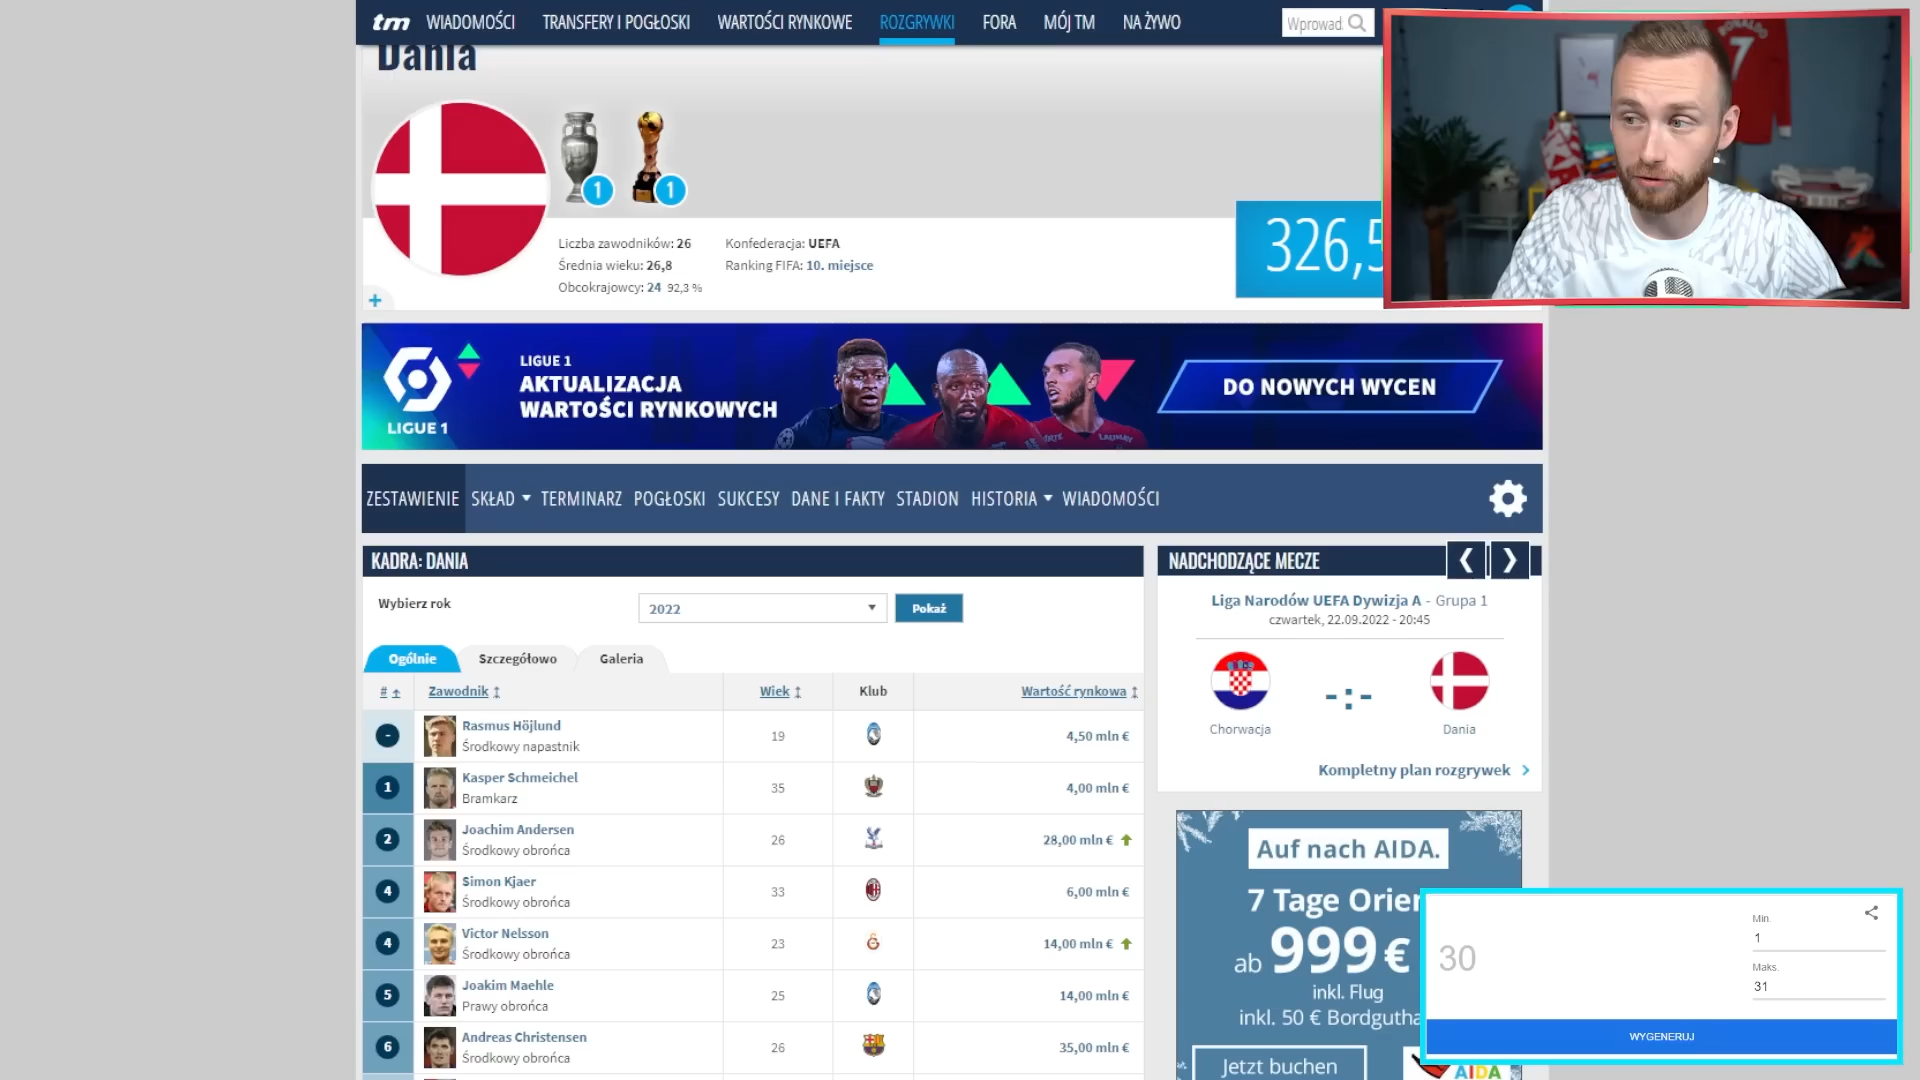 tm WIADOMOŚCI TRANSFERY I POGŁOSKI WARTOŚCI RYNKOWE ROZGRYWKI FORA MÓJ TM NA ŻYWO
Wprowad
Dania
1 1
RONALDO
7
Liczba zawodników: 26
Średnia wieku: 26,8
Obcokrajowcy: 24 92,3 %
Konfederacja: UEFA
Ranking FIFA: 10. miejsce
326,5
+
LIGUE 1
LIGUE 1
AKTUALIZACJA
WARTOŚCI RYNKOWYCH
DO NOWYCH WYCEN
ZESTAWIENIE SKŁAD TERMINARZ POGŁOSKI SUKCESY DANE I FAKTY STADION HISTORIA WIADOMOŚCI
KADRA: DANIA
Wybierz rok
2022
Pokaż
Ogólnie Szczegółowo Galeria
# Zawodnik Wiek Klub Wartość rynkowa
- Rasmus Höjlund 19 4,50 mln €
Środkowy napastnik
1 Kasper Schmeichel 35 4,00 mln €
Bramkarz
2 Joachim Andersen 26 28,00 mln €
Środkowy obrońca
4 Simon Kjaer 33 6,00 mln €
Środkowy obrońca
4 Victor Nelsson 23 14,00 mln €
Środkowy obrońca
5 Joakim Maehle 25 14,00 mln €
Prawy obrońca
6 Andreas Christensen 26 35,00 mln €
Środkowy obrońca
NADCHODZĄCE MECZE
Liga Narodów UEFA Dywizja A - Grupa 1
czwartek, 22.09.2022 - 20:45
-:-
Chorwacja Dania
Kompletny plan rozgrywek
Auf nach AIDA.
7 Tage Orien
ab 999 €
inkl. Flug
inkl. 50 € Bordgutha
Jetzt buchen
AIDA
30
Min.
1
Maks.
31
WYGENERUJ